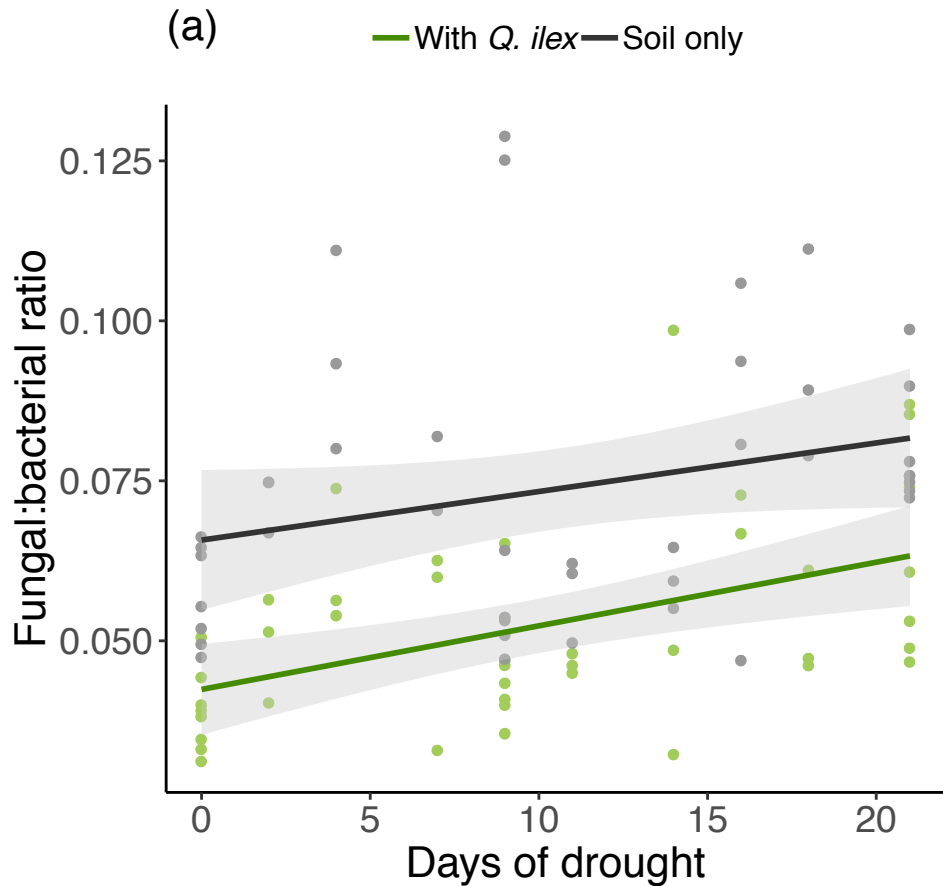 (a)
With Q. ilex Soil only
0.125
0.100
0.075
0.050
Fungal:bacterial ratio
0 5 10 15 20
Days of drought